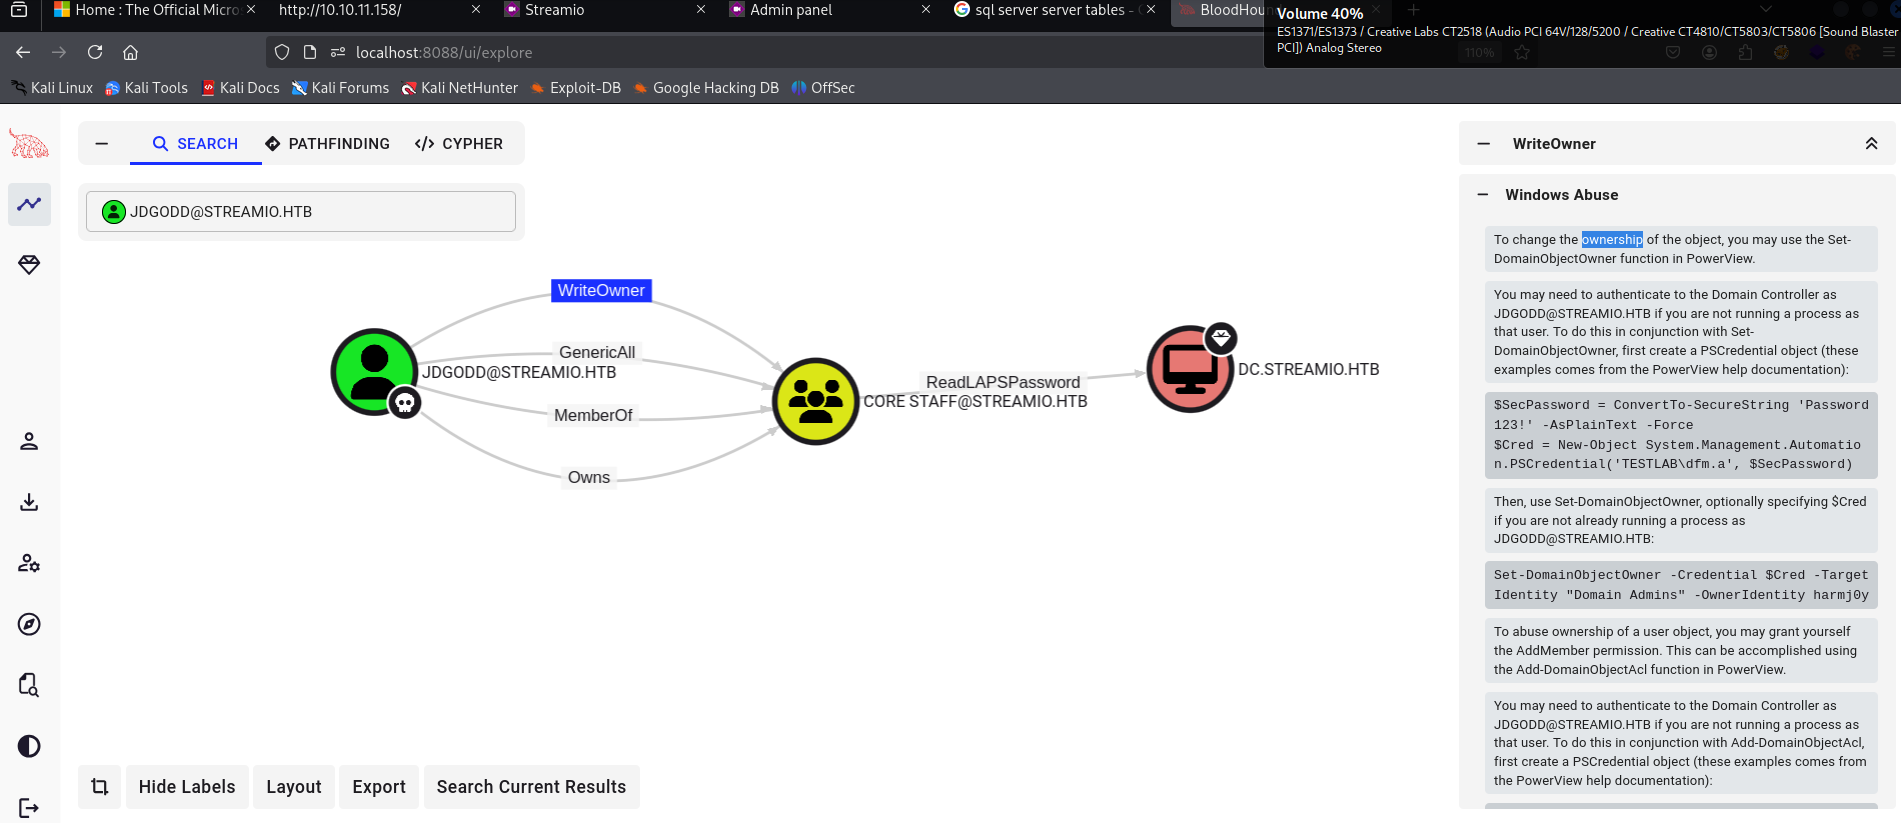 Home : The Official Micro
http://10.10.11.158/
Streamio
Admin panel
sql server server tables -
BloodHoun
Volume 40%
ES1371/ES1373 / Creative Labs CT2518 (Audio PCI 64V/128/5200 / Creative CT4810/CT5803/CT5806 [Sound Blaster
PCI]) Analog Stereo
localhost:8088/ui/explore
110%
Kali Linux
Kali Tools
Kali Docs
Kali Forums
Kali NetHunter
Exploit-DB
Google Hacking DB
OffSec
SEARCH
PATHFINDING
CYPHER
JDGODD@STREAMIO.HTB
WriteOwner
GenericAll
JDGODD@STREAMIO.HTB
MemberOf
Owns
ReadLAPSPassword
CORE STAFF@STREAMIO.HTB
DC.STREAMIO.HTB
Hide Labels
Layout
Export
Search Current Results
WriteOwner
Windows Abuse
To change the ownership of the object, you may use the Set-
DomainObjectOwner function in PowerView.
You may need to authenticate to the Domain Controller as
JDGODD@STREAMIO.HTB if you are not running a process as
that user. To do this in conjunction with Set-
DomainObjectOwner, first create a PSCredential object (these
examples comes from the PowerView help documentation):
$SecPassword = ConvertTo-SecureString 'Password
123!' -AsPlainText -Force
$Cred = New-Object System.Management.Automatio
n.PSCredential('TESTLAB\dfm.a', $SecPassword)
Then, use Set-DomainObjectOwner, optionally specifying $Cred
if you are not already running a process as
JDGODD@STREAMIO.HTB:
Set-DomainObjectOwner -Credential $Cred -Target
Identity "Domain Admins" -OwnerIdentity harmj0y
To abuse ownership of a user object, you may grant yourself
the AddMember permission. This can be accomplished using
the Add-DomainObjectAcl function in PowerView.
You may need to authenticate to the Domain Controller as
JDGODD@STREAMIO.HTB if you are not running a process as
that user. To do this in conjunction with Add-DomainObjectAcl,
first create a PSCredential object (these examples comes from
the PowerView help documentation):